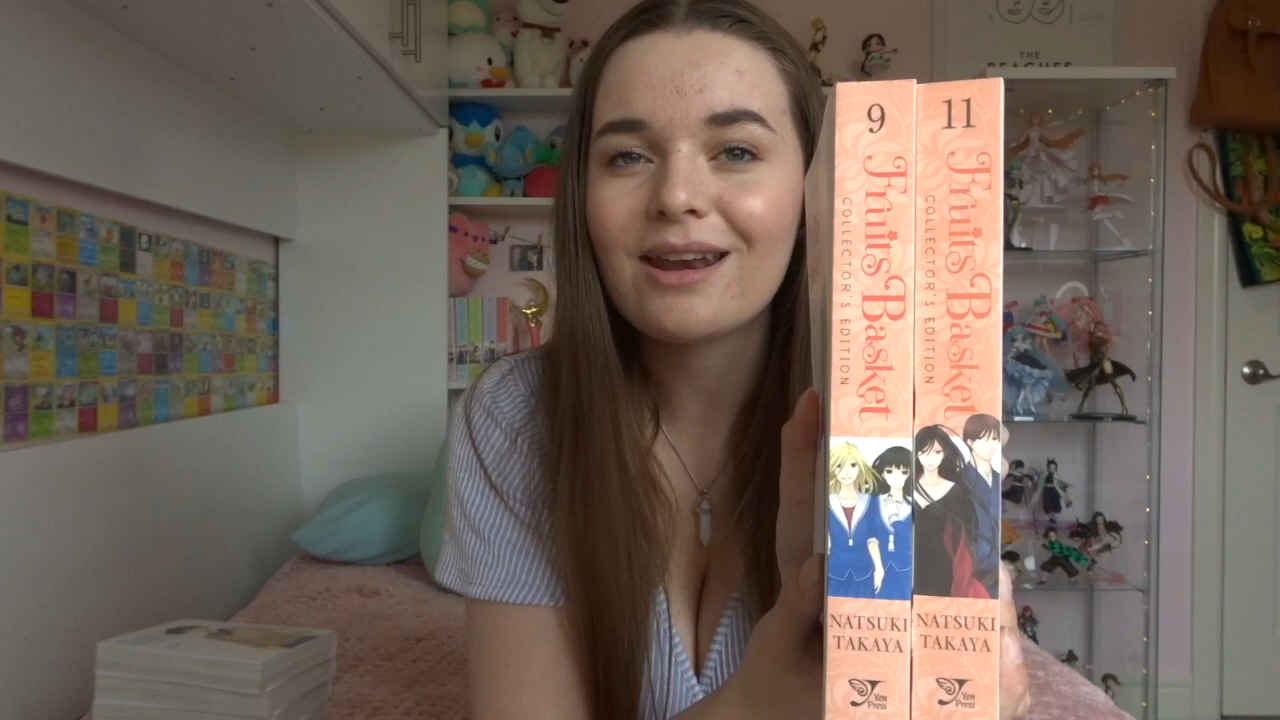 THE
BEACHES
9
Fruits Basket
COLLECTOR'S EDITION
NATSUKI
TAKAYA
Yen
Press
11
Fruits Basket
COLLECTOR'S EDITION
NATSUKI
TAKAYA
Yen
Press